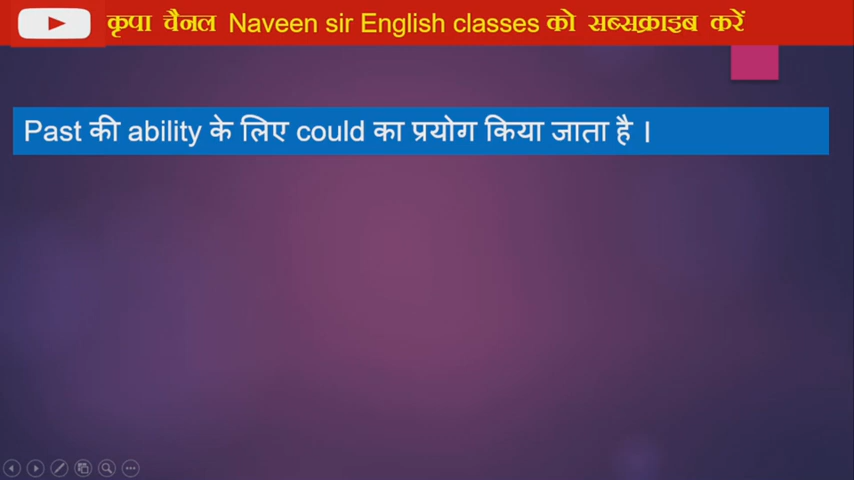 कृपा चैनल Naveen sir English classes को सब्सक्राइब करें
Past की ability के लिए could का प्रयोग किया जाता है ।